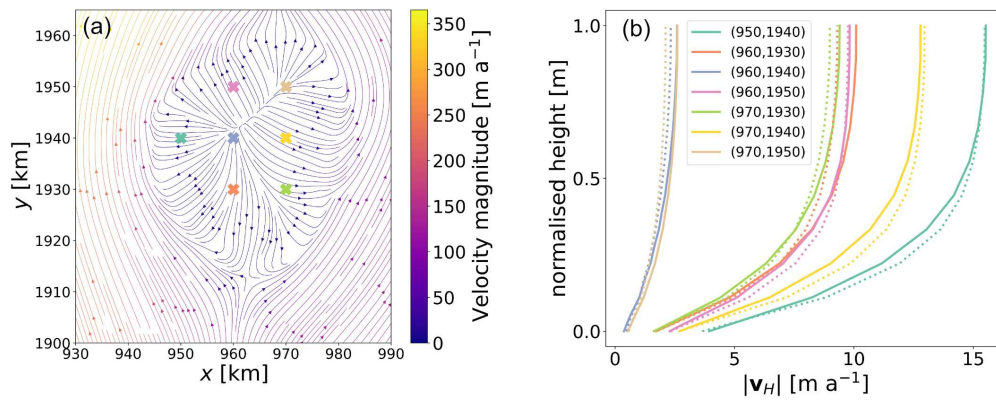 (a)
1960
1950
1940
1930
1920
1910
1900
y [km]
930 940 950 960 970 980 990
x [km]
350
300
250
200
150
100
50
0
Velocity magnitude [m a⁻¹]
(b)
1.0
0.5
0.0
normalised height [m]
(950,1940)
(960,1930)
(960,1940)
(960,1950)
(970,1930)
(970,1940)
(970,1950)
0 5 10 15
|v_H| [m a⁻¹]